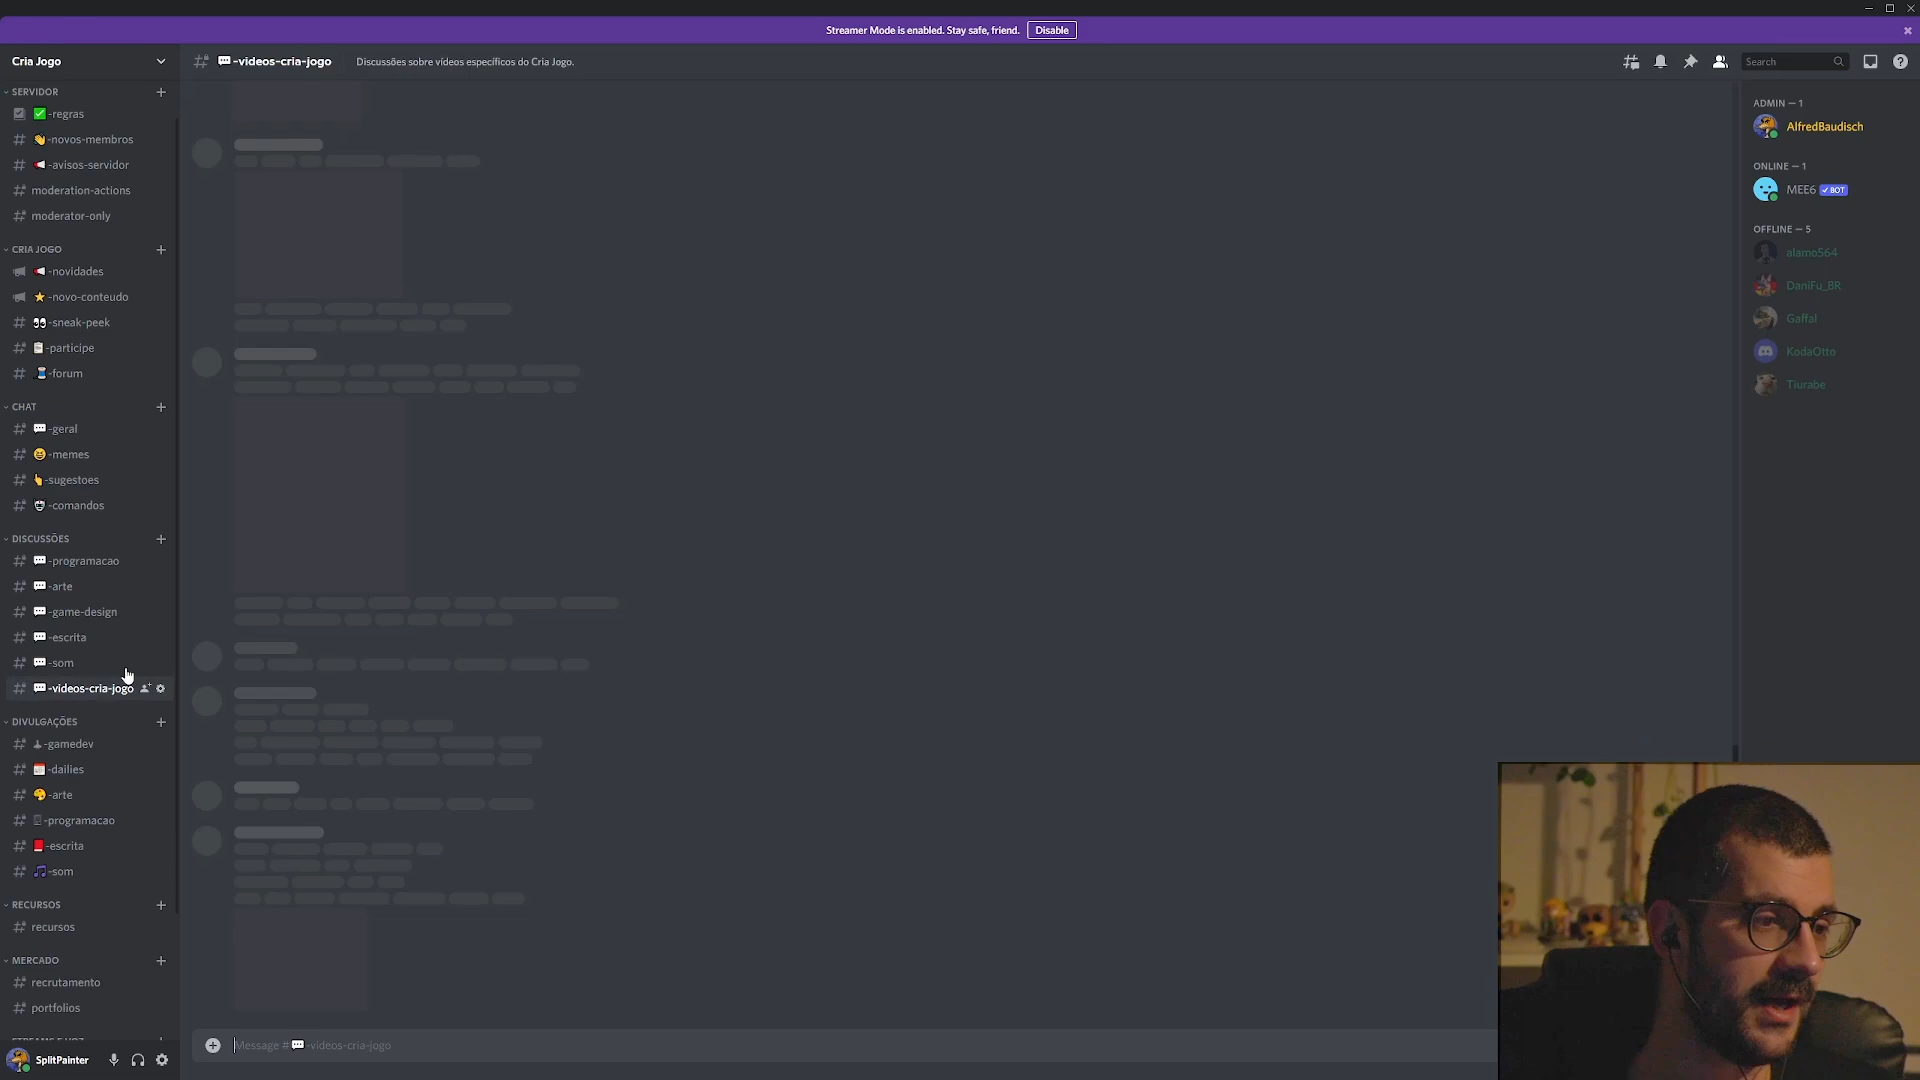 Streamer Mode is enabled. Stay safe, friend. Disable
Cria Jogo
-videos-cria-jogo Discussões sobre vídeos específicos do Cria Jogo.
Search
SERVIDOR
-regras
-novos-membros
-avisos-servidor
moderation-actions
moderator-only
CRIA JOGO
-novidades
-novo-conteudo
-sneak-peek
-participe
-forum
CHAT
-geral
-memes
-sugestoes
-comandos
DISCUSSÕES
-programacao
-arte
-game-design
-escrita
-som
-videos-cria-jogo
DIVULGAÇÕES
-gamedev
-dailies
-arte
-programacao
-escrita
-som
RECURSOS
recursos
MERCADO
recrutamento
portfolios
SplitPainter
Message # -videos-cria-jogo
ADMIN — 1
AlfredBaudisch
ONLINE — 1
MEE6 ✓ BOT
OFFLINE — 5
alamo564
DaniFu_BR
Gaffal
KodaOtto
Tiurabe